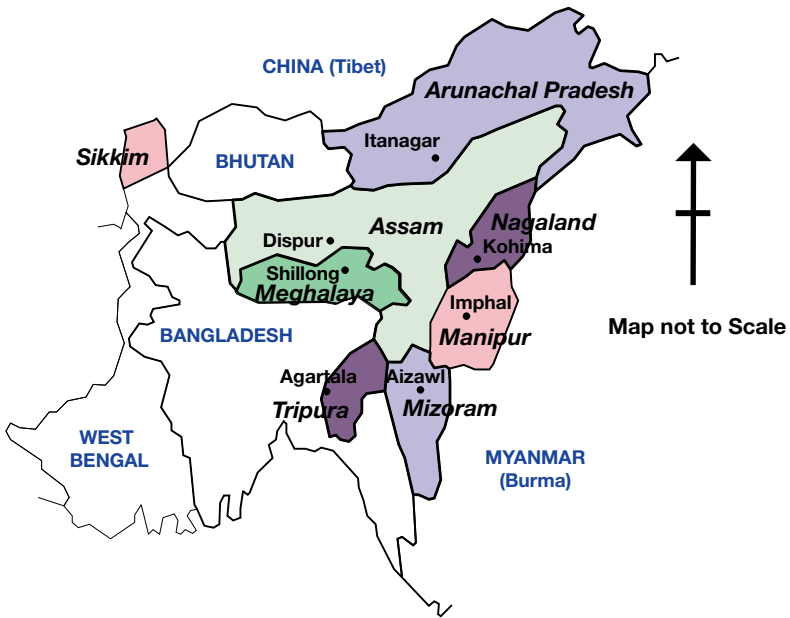 CHINA (Tibet)
Arunachal Pradesh
Itanagar
Sikkim
BHUTAN
Assam
Nagaland
Dispur
Kohima
Shillong
Meghalaya
Imphal
BANGLADESH
Manipur
Map not to Scale
Agartala
Aizawl
Tripura
Mizoram
WEST
BENGAL
MYANMAR
(Burma)